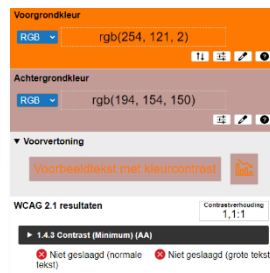 Voorgrondkleur
RGB rgb(254, 121, 2)
Achtergrondkleur
RGB rgb(194, 154, 150)
▼ Voorvertoning
Voorbeeldtekst met kleurcontrast
WCAG 2.1 resultaten
Contrastverhouding
1,1:1
► 1.4.3 Contrast (Minimum) (AA)
Niet geslaagd (normale tekst)
Niet geslaagd (grote tekst